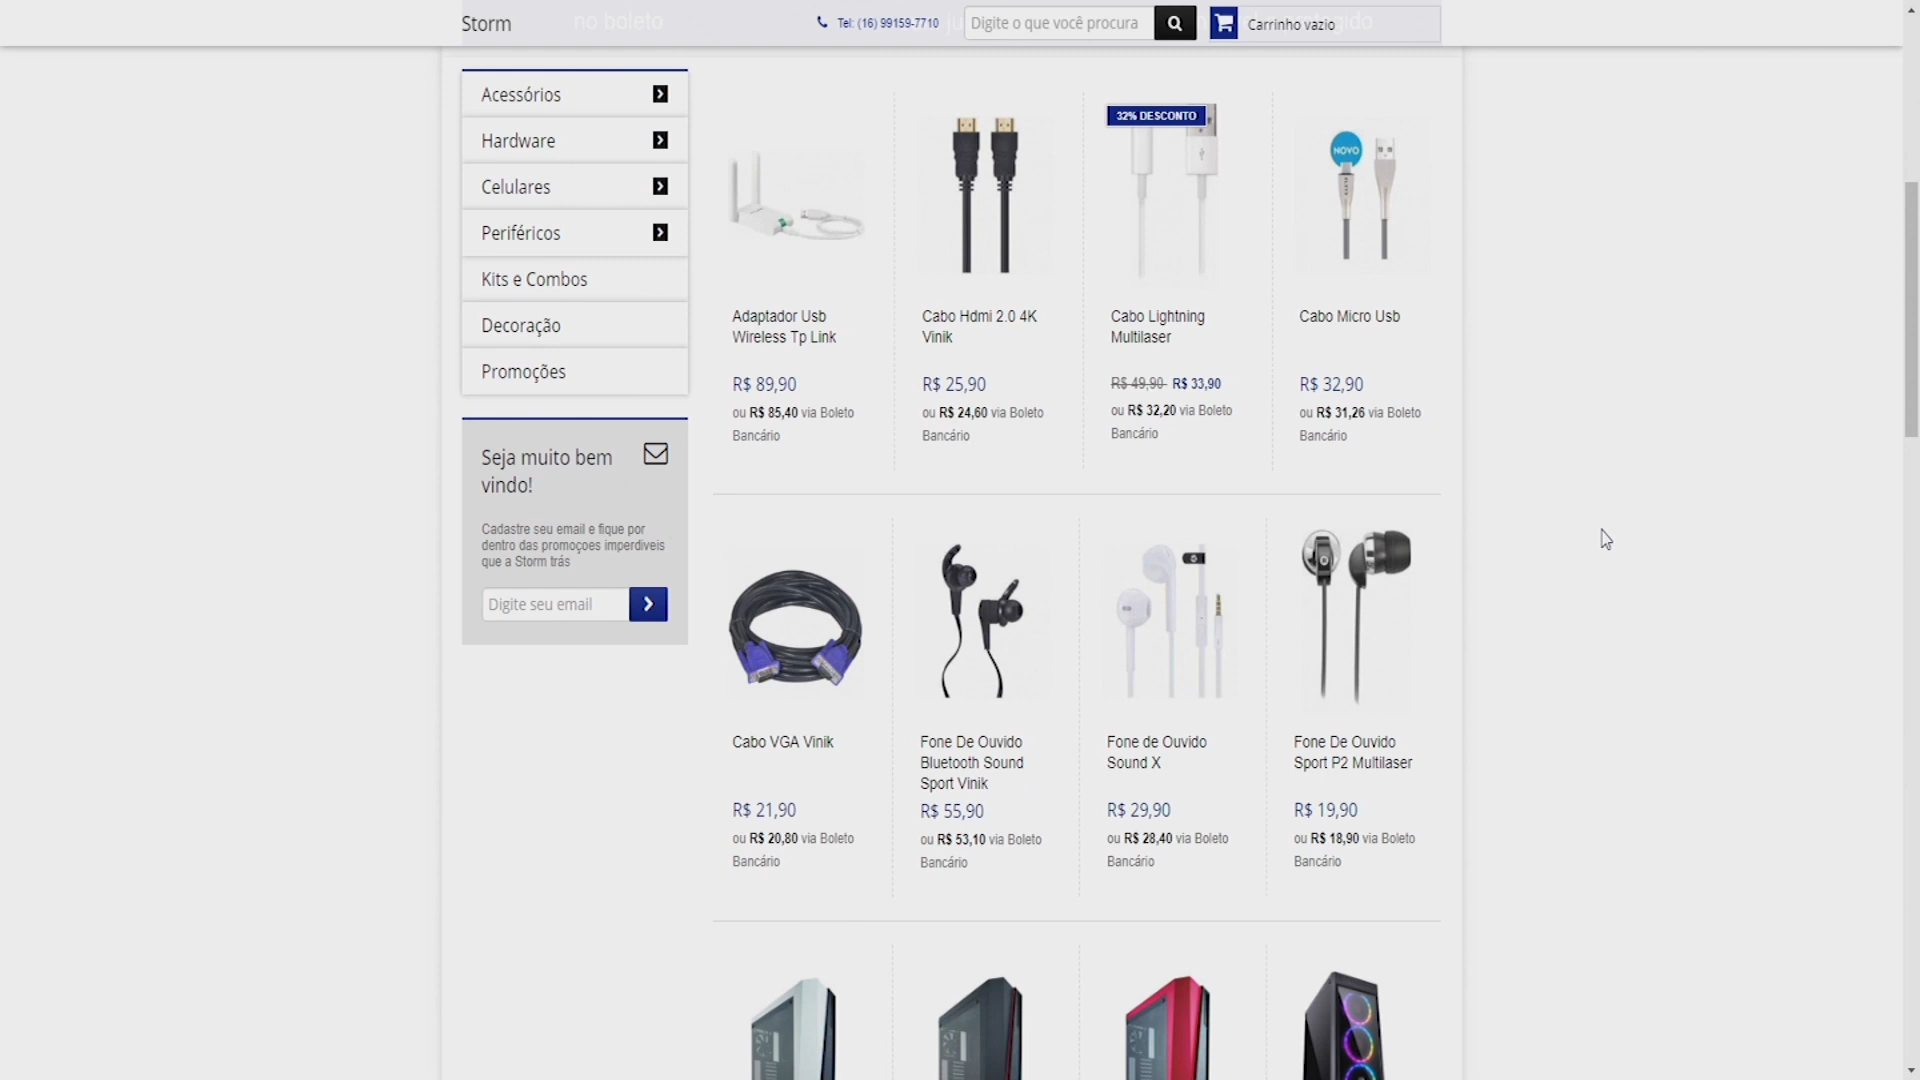 Storm
no boleto
Tel: (16) 99159-7710
Digite o que você procura
Carrinho vazio
Acessórios
Hardware
Celulares
Periféricos
Kits e Combos
Decoração
Promoções
Seja muito bem
vindo!
Cadastre seu email e fique por
dentro das promoçoes imperdiveis
que a Storm trás
Digite seu email
32% DESCONTO
NOVO
Adaptador Usb
Wireless Tp Link
R$ 89,90
ou R$ 85,40 via Boleto
Bancário
Cabo Hdmi 2.0 4K
Vinik
R$ 25,90
ou R$ 24,60 via Boleto
Bancário
Cabo Lightning
Multilaser
R$ 49,90 R$ 33,90
ou R$ 32,20 via Boleto
Bancário
Cabo Micro Usb
R$ 32,90
ou R$ 31,26 via Boleto
Bancário
Cabo VGA Vinik
R$ 21,90
ou R$ 20,80 via Boleto
Bancário
Fone De Ouvido
Bluetooth Sound
Sport Vinik
R$ 55,90
ou R$ 53,10 via Boleto
Bancário
Fone de Ouvido
Sound X
R$ 29,90
ou R$ 28,40 via Boleto
Bancário
Fone De Ouvido
Sport P2 Multilaser
R$ 19,90
ou R$ 18,90 via Boleto
Bancário